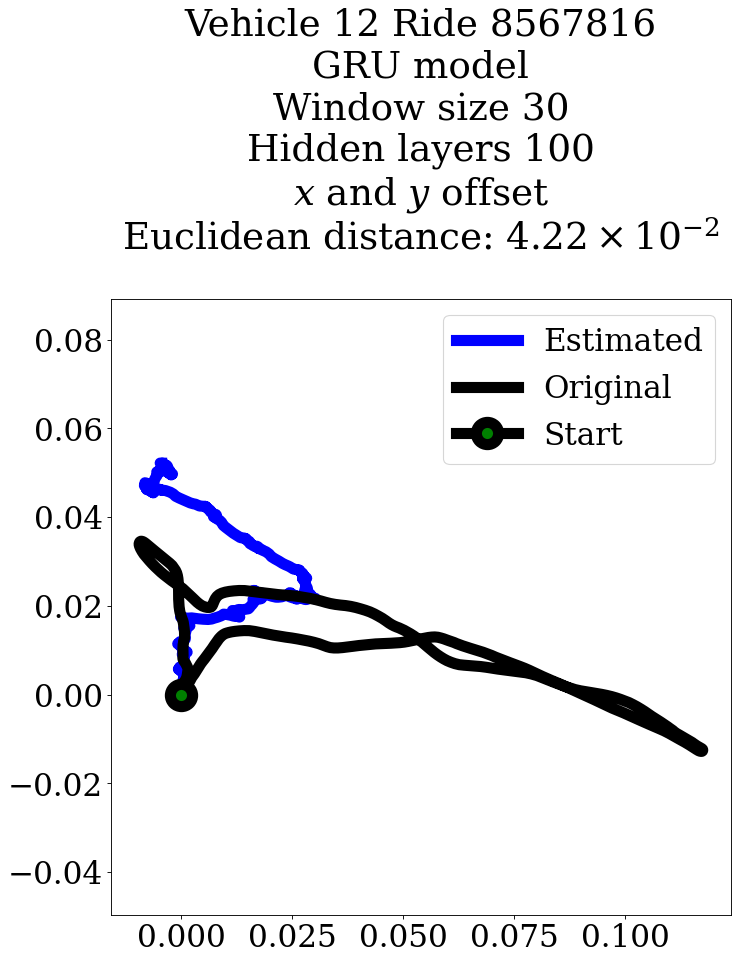 Vehicle 12 Ride 8567816
GRU model
Window size 30
Hidden layers 100
x and y offset
Euclidean distance: 4.22 × 10⁻²
Estimated
Original
Start
0.08
0.06
0.04
0.02
0.00
−0.02
−0.04
0.000 0.025 0.050 0.075 0.100